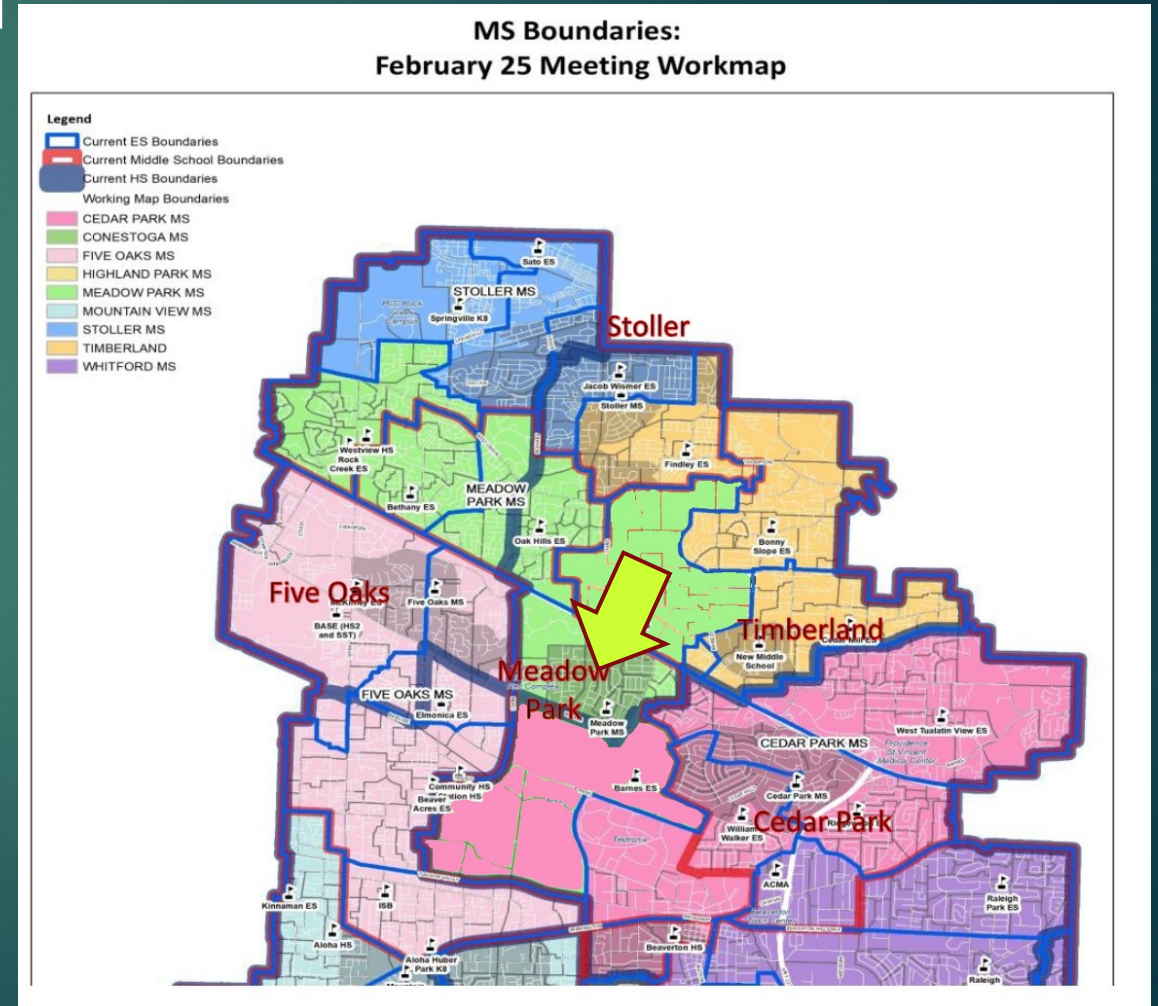 MS Boundaries:
February 25 Meeting Workmap
Legend
Current ES Boundaries
Current Middle School Boundaries
Current HS Boundaries
Working Map Boundaries
CEDAR PARK MS
CONESTOGA MS
FIVE OAKS MS
HIGHLAND PARK MS
MEADOW PARK MS
MOUNTAIN VIEW MS
STOLLER MS
TIMBERLAND
WHITFORD MS
Sato ES
STOLLER MS
PCC Rock
Creek
Campus
Springville K8
Stoller
Jacob Wismer ES
Stoller MS
Westview HS
Rock
Creek ES
Findley ES
THOMPSON
MEADOW
PARK MS
Bethany ES
Oak Hills ES
Bonny
Slope ES
Five Oaks
Five Oaks MS
BASE (HS2
and SST)
Timberland
Cedar Mill ES
New Middle
School
Meadow
Park
FIVE OAKS MS
Elmonica ES
Meadow
Park MS
West Tualatin View ES
CEDAR PARK MS
Providence
St Vincent
Medical Center
Community HS
Station HS
Beaver
Acres ES
Barnes ES
Cedar Park MS
Cedar Park
William
Walker ES
Tektronix
ACMA
Kinnaman ES
ISB
Raleigh
Park ES
Aloha HS
Beaverton HS
Aloha Huber
Park K8
Raleigh